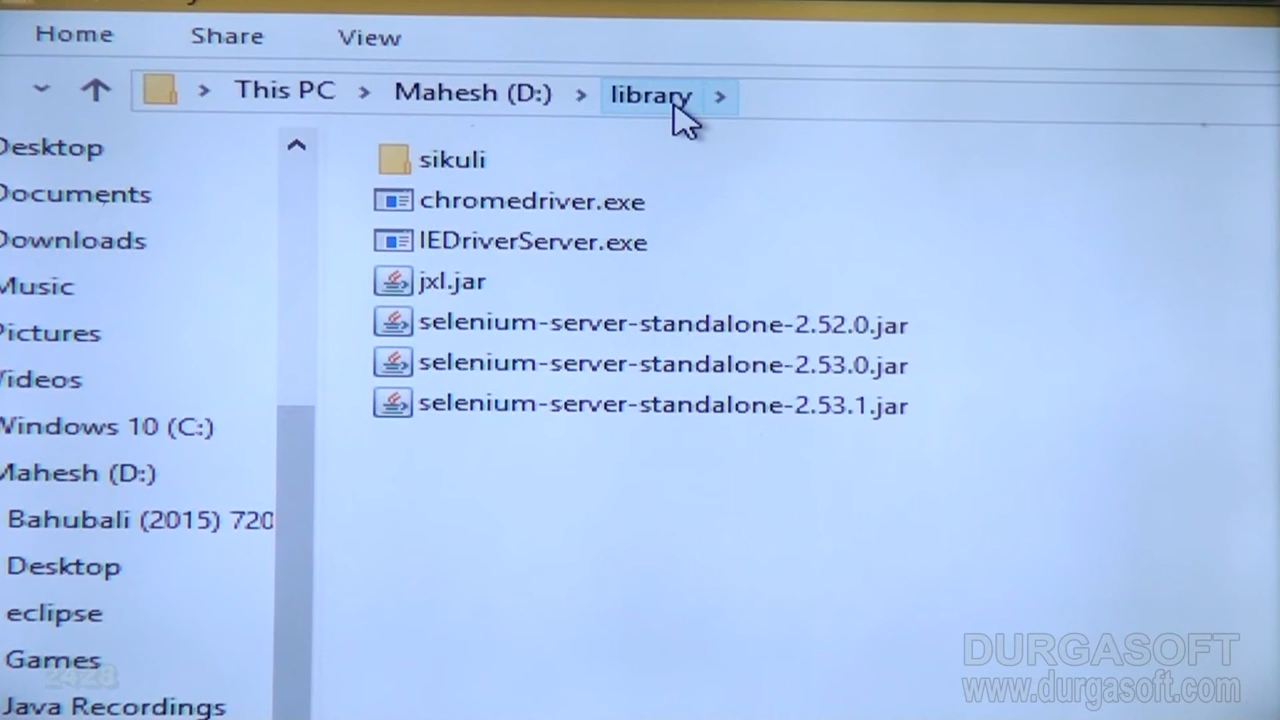 Home Share View
This PC > Mahesh (D:) > library >
Desktop
Documents
Downloads
Music
Pictures
Videos
Windows 10 (C:)
Mahesh (D:)
Bahubali (2015) 720
Desktop
eclipse
Games
Java Recordings
sikuli
chromedriver.exe
IEDriverServer.exe
jxl.jar
selenium-server-standalone-2.52.0.jar
selenium-server-standalone-2.53.0.jar
selenium-server-standalone-2.53.1.jar
2428
DURGASOFT
www.durgasoft.com